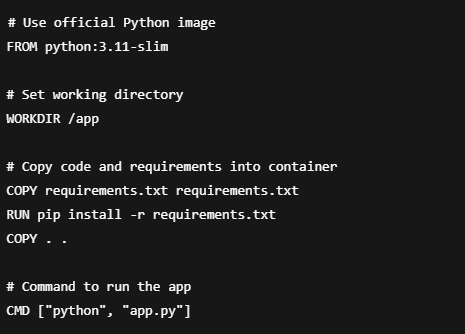 # Use official Python image
FROM python:3.11-slim
# Set working directory
WORKDIR /app
# Copy code and requirements into container
COPY requirements.txt requirements.txt
RUN pip install -r requirements.txt
COPY . .
# Command to run the app
CMD ["python", "app.py"]